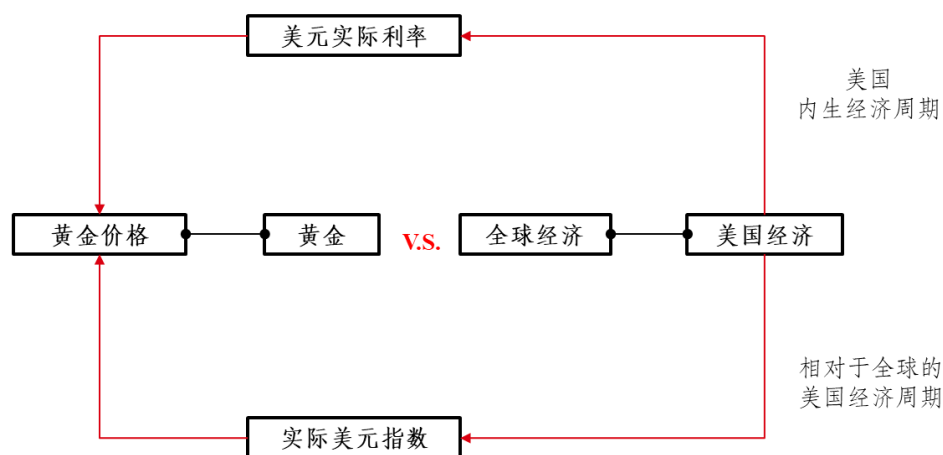 美元实际利率
美国
内生经济周期
黄金价格
黄金
V.S.
全球经济
美国经济
相对于全球的
美国经济周期
实际美元指数